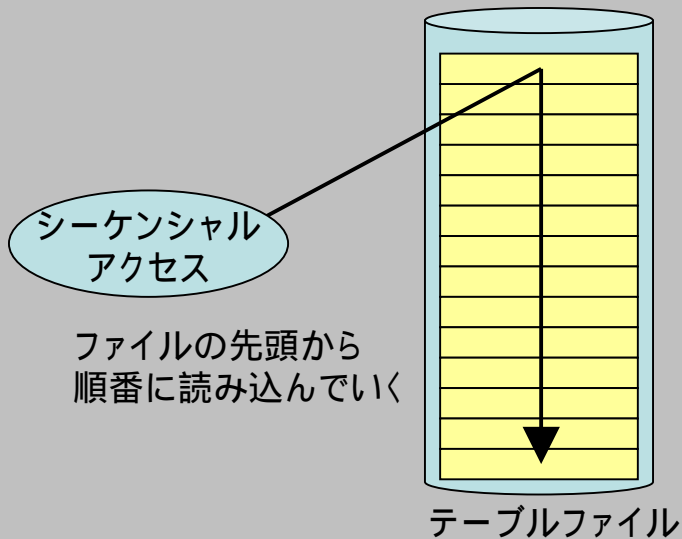 シーケンシャル
アクセス
ファイルの先頭から
順番に読み込んでいく
テーブルファイル